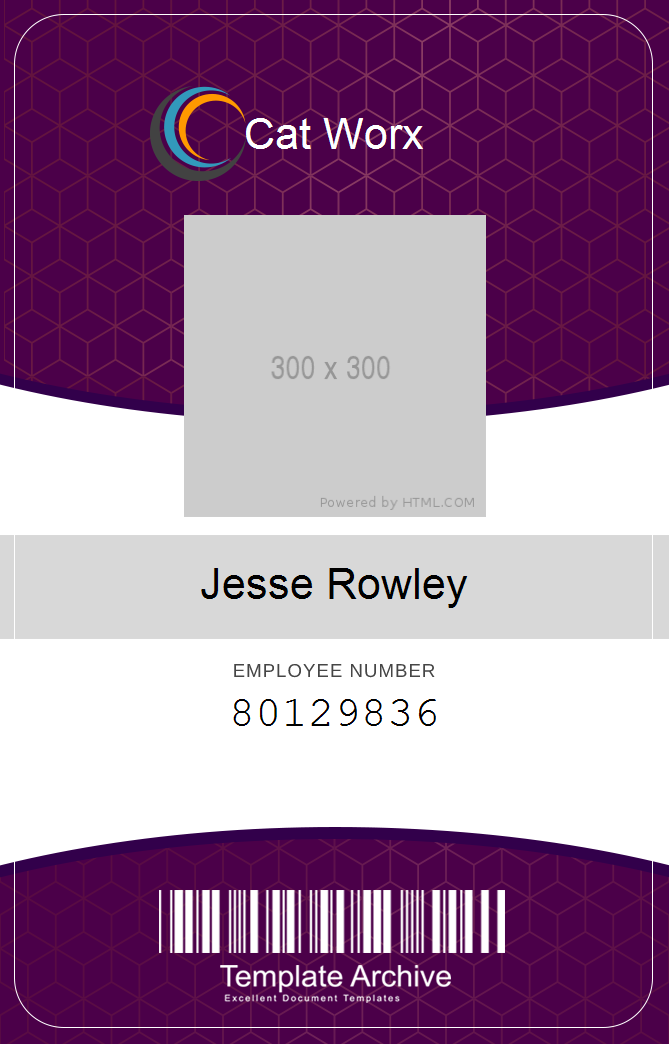 Cat Worx
300 x 300
Powered by HTML.COM
Jesse Rowley
EMPLOYEE NUMBER
80129836
Template Archive
Excellent Document Templates